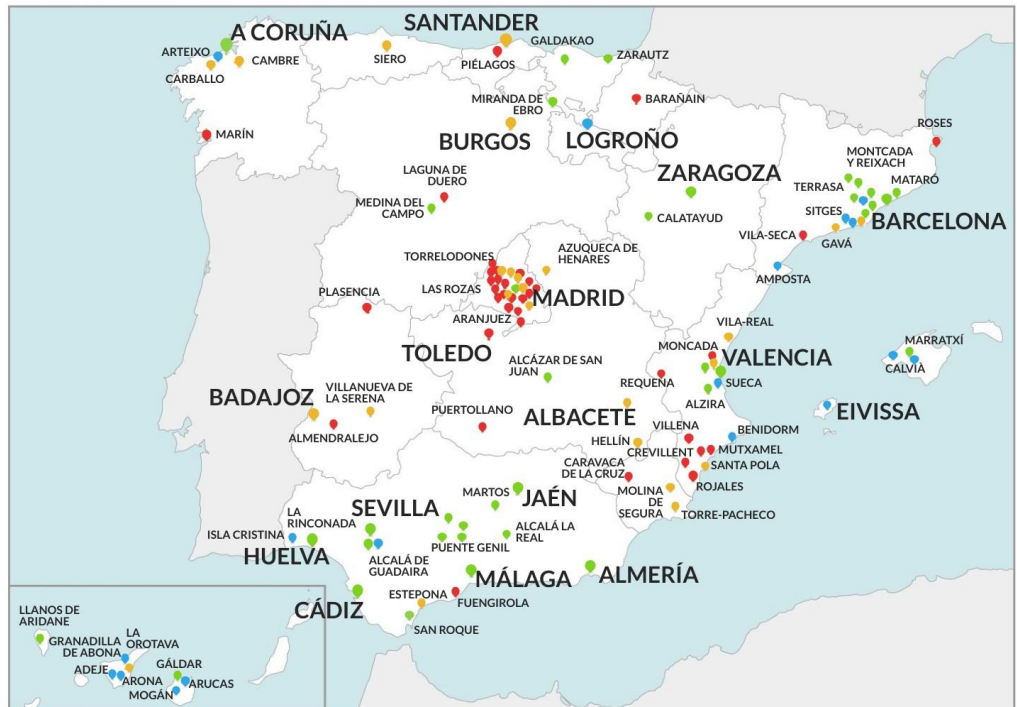 SANTANDER
A CORUÑA
GALDAKAO
ARTEIXO
SIERO
ZARAUTZ
CAMBRE
PIÉLAGOS
CARBALLO
MIRANDA DE
EBRO
BARAÑAIN
MARÍN
BURGOS
LOGROÑO
ROSES
MONTCADA
Y REIXACH
LAGUNA DE
DUERO
ZARAGOZA
TERRASA
MATARÓ
MEDINA DEL
CAMPO
CALATAYUD
SITGES
BARCELONA
VILA-SECA
GAVÁ
TORRELODONES
AZUQUECA DE
HENARES
AMPOSTA
LAS ROZAS
PLASENCIA
MADRID
ARANJUEZ
VILA-REAL
TOLEDO
MONCADA
VALENCIA
MARRATXÍ
CALVIÀ
ALCÁZAR DE SAN
JUAN
REQUENA
SUECA
BADAJOZ
VILLANUEVA DE
LA SERENA
ALZIRA
EIVISSA
PUERTOLLANO
ALBACETE
ALMENDRALEJO
VILLENA
BENIDORM
HELLÍN
CREVILLENT
MUTXAMEL
CARAVACA
DE LA CRUZ
SANTA POLA
ROJALES
MARTOS
JAÉN
MOLINA
DE
SEGURA
TORRE-PACHECO
LA
RINCONADA
SEVILLA
ISLA CRISTINA
ALCALÁ LA
REAL
HUELVA
PUENTE GENIL
ALCALÁ DE
GUADAIRA
MÁLAGA
ALMERÍA
ESTEPONA
FUENGIROLA
CÁDIZ
SAN ROQUE
LLANOS DE
ARIDANE
GRANADILLA
DE ABONA
LA
OROTAVA
ADEJE
ARONA
GÁLDAR
ARUCAS
MOGÁN